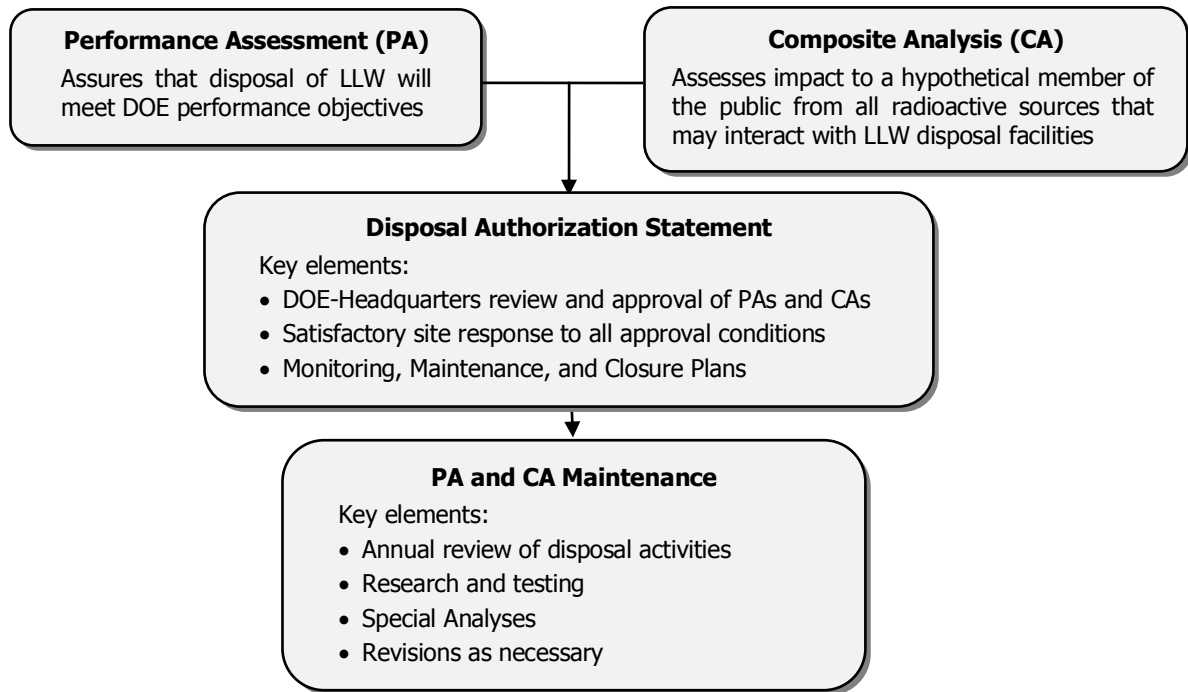 Performance Assessment (PA)
Assures that disposal of LLW will
meet DOE performance objectives
Composite Analysis (CA)
Assesses impact to a hypothetical member of
the public from all radioactive sources that
may interact with LLW disposal facilities
Disposal Authorization Statement
Key elements:
• DOE-Headquarters review and approval of PAs and CAs
• Satisfactory site response to all approval conditions
• Monitoring, Maintenance, and Closure Plans
PA and CA Maintenance
Key elements:
• Annual review of disposal activities
• Research and testing
• Special Analyses
• Revisions as necessary